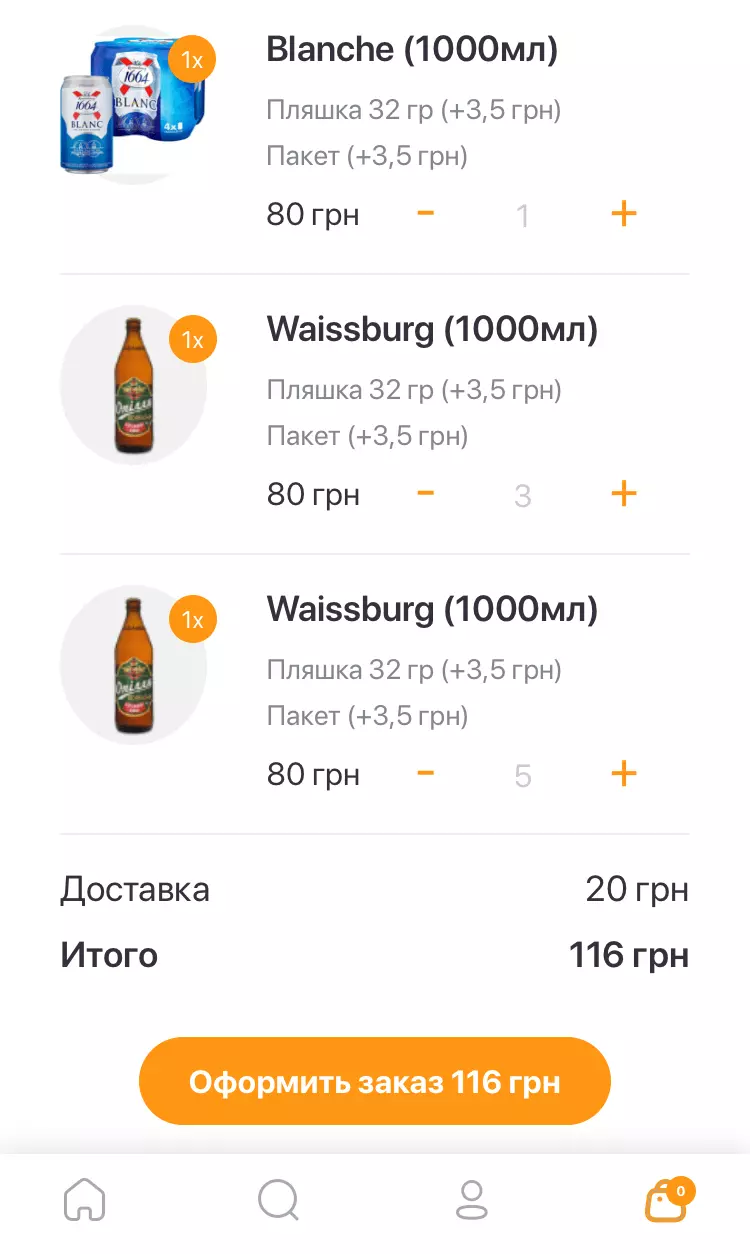 1x
1664
BLANC
1664
BLANC
4x
Blanche (1000мл)
Пляшка 32 гр (+3,5 грн)
Пакет (+3,5 грн)
80 грн - 1 +
1x
Waissburg (1000мл)
Пляшка 32 гр (+3,5 грн)
Пакет (+3,5 грн)
80 грн - 3 +
1x
Waissburg (1000мл)
Пляшка 32 гр (+3,5 грн)
Пакет (+3,5 грн)
80 грн - 5 +
Доставка 20 грн
Итого 116 грн
Оформить заказ 116 грн
0